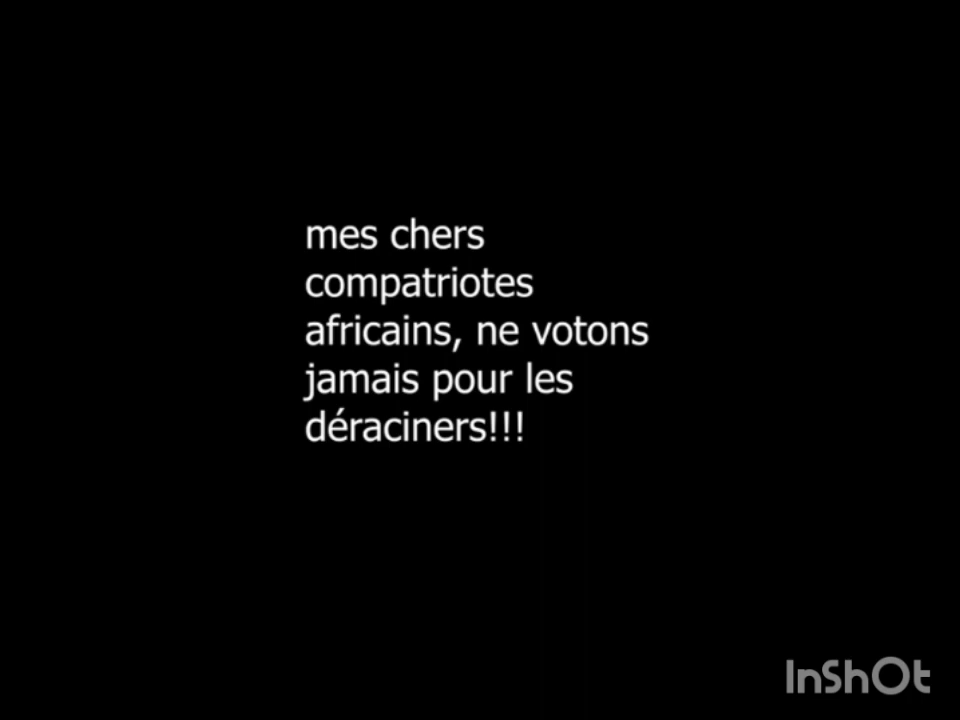 mes chers
compatriotes
africains, ne votons
jamais pour les
déraciners!!!
InShOt